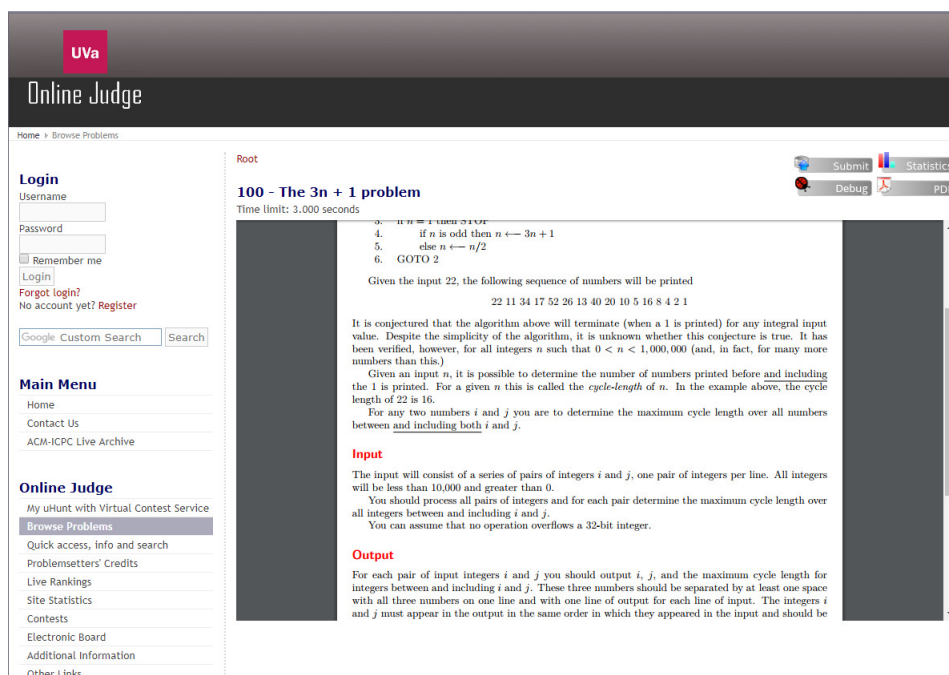 UVa
Online Judge
Home Browse Problems
Login
Username
Password
Remember me
Login
Forgot login?
No account yet? Register
Google Custom Search Search
Main Menu
Home
Contact Us
ACM-ICPC Live Archive
Online Judge
My uHunt with Virtual Contest Service
Browse Problems
Quick access, info and search
Problemsetters' Credits
Live Rankings
Site Statistics
Contests
Electronic Board
Additional Information
Other Links
Root
Submit Statistics
Debug PDF
100 - The 3n + 1 problem
Time limit: 3.000 seconds
3. if n = 1 then STOP
4. if n is odd then n ⟵ 3n + 1
5. else n ⟵ n/2
6. GOTO 2
Given the input 22, the following sequence of numbers will be printed
22 11 34 17 52 26 13 40 20 10 5 16 8 4 2 1
It is conjectured that the algorithm above will terminate (when a 1 is printed) for any integral input
value. Despite the simplicity of the algorithm, it is unknown whether this conjecture is true. It has
been verified, however, for all integers n such that 0 < n < 1,000,000 (and, in fact, for many more
numbers than this.)
Given an input n, it is possible to determine the number of numbers printed before and including
the 1 is printed. For a given n this is called the cycle-length of n. In the example above, the cycle
length of 22 is 16.
For any two numbers i and j you are to determine the maximum cycle length over all numbers
between and including both i and j.
Input
The input will consist of a series of pairs of integers i and j, one pair of integers per line. All integers
will be less than 10,000 and greater than 0.
You should process all pairs of integers and for each pair determine the maximum cycle length over
all integers between and including i and j.
You can assume that no operation overflows a 32-bit integer.
Output
For each pair of input integers i and j you should output i, j, and the maximum cycle length for
integers between and including i and j. These three numbers should be separated by at least one space
with all three numbers on one line and with one line of output for each line of input. The integers i
and j must appear in the output in the same order in which they appeared in the input and should be